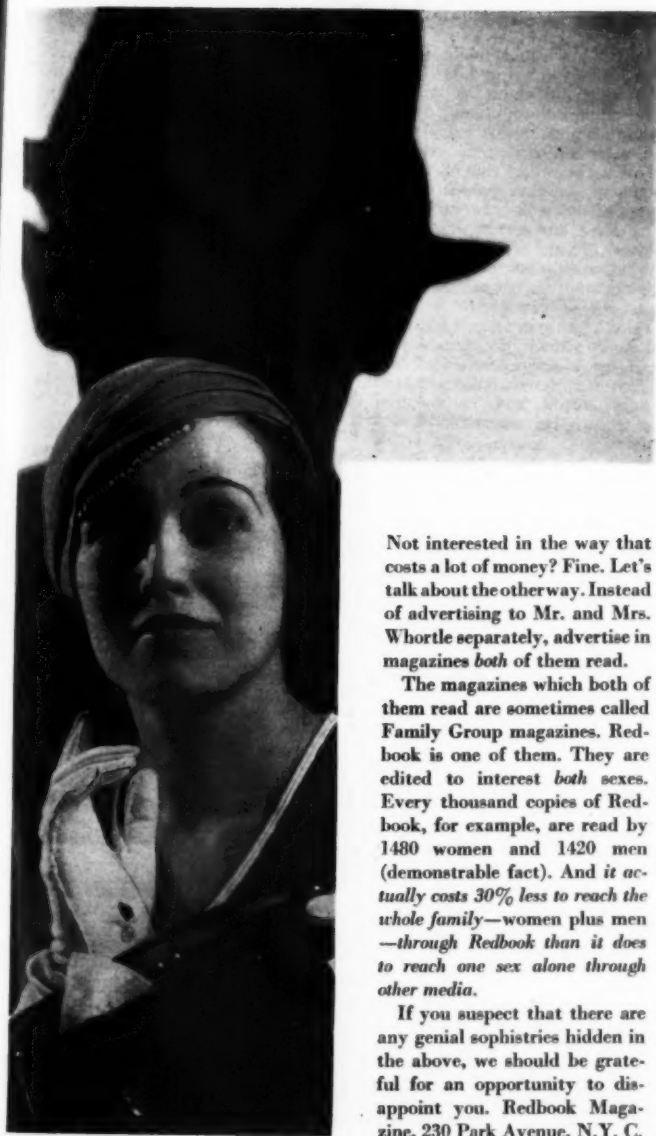 Not interested in the way that
costs a lot of money? Fine. Let's
talk about the other way. Instead
of advertising to Mr. and Mrs.
Whortle separately, advertise in
magazines both of them read.
The magazines which both of
them read are sometimes called
Family Group magazines. Red-
book is one of them. They are
edited to interest both sexes.
Every thousand copies of Red-
book, for example, are read by
1480 women and 1420 men
(demonstrable fact). And it ac-
tually costs 30% less to reach the
whole family—women plus men
—through Redbook than it does
to reach one sex alone through
other media.
If you suspect that there are
any genial sophistries hidden in
the above, we should be grate-
ful for an opportunity to dis-
appoint you. Redbook Maga-
zine, 230 Park Avenue, N.Y. C.